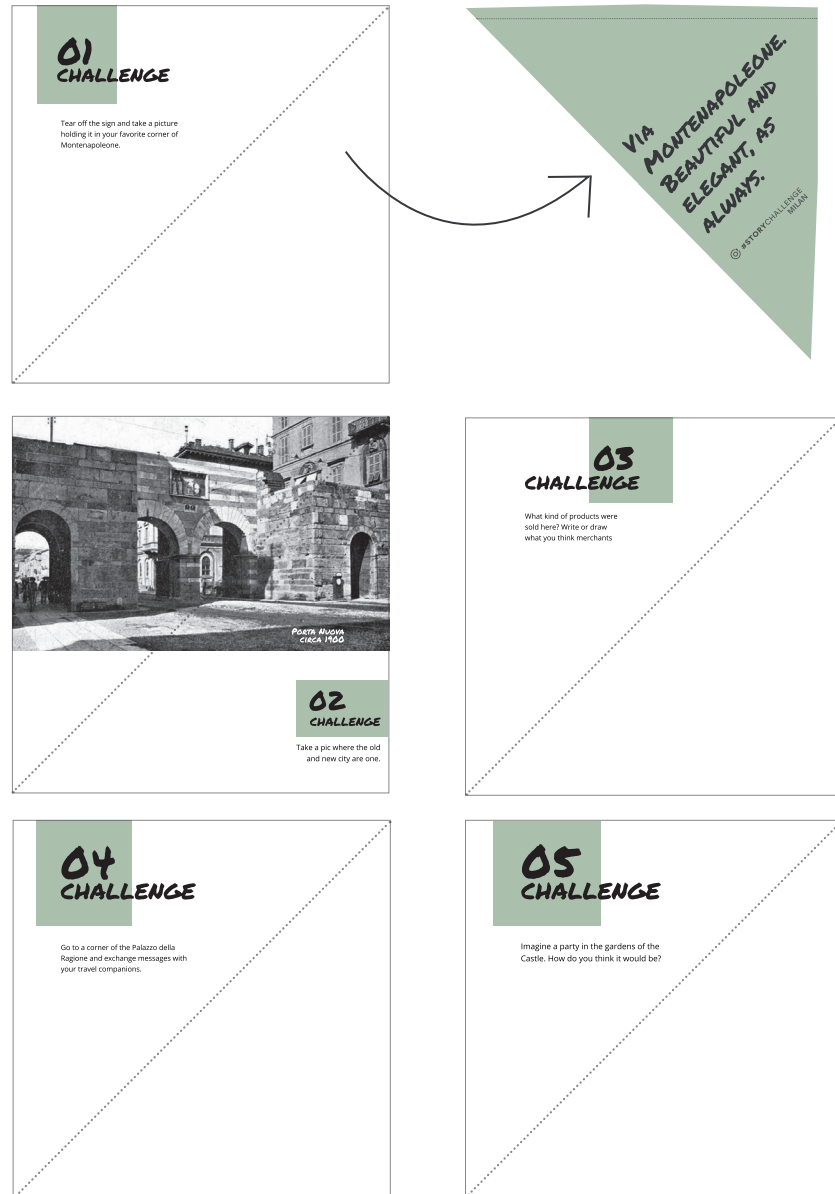 01
CHALLENGE
Tear off the sign and take a picture
holding it in your favorite corner of
Montenapoleone.
VIA
MONTENAPOLEONE.
BEAUTIFUL AND
ELEGANT, AS
ALWAYS.
#STORYCHALLENGE
MILAN
PORTA NUOVA
CIRCA 1900
02
CHALLENGE
Take a pic where the old
and new city are one.
03
CHALLENGE
What kind of products were
sold here? Write or draw
what you think merchants
04
CHALLENGE
Go to a corner of the Palazzo della
Ragione and exchange messages with
your travel companions.
05
CHALLENGE
Imagine a party in the gardens of the
Castle. How do you think it would be?